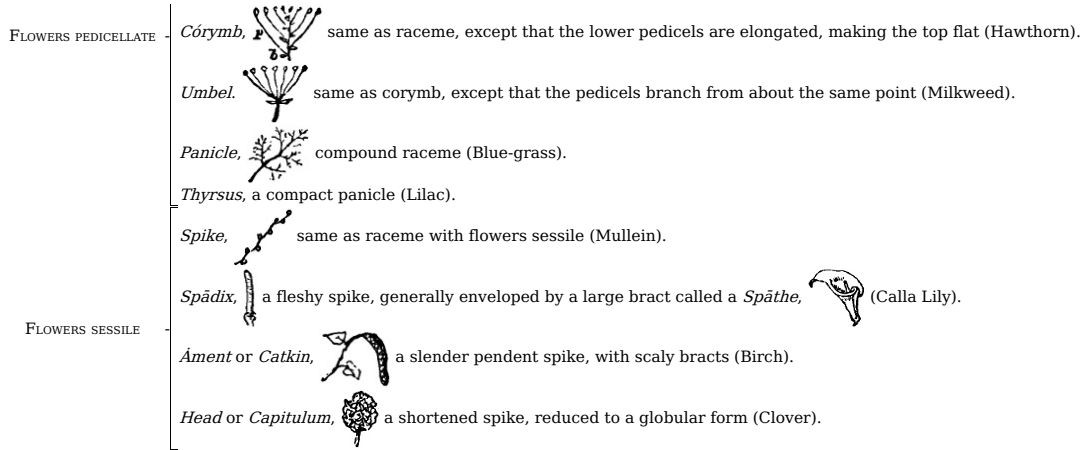 FLOWERS PEDICELLATE
Córymb, same as raceme, except that the lower pedicels are elongated, making the top flat (Hawthorn).
Umbel. same as corymb, except that the pedicels branch from about the same point (Milkweed).
Panicle, compound raceme (Blue-grass).
Thyrsus, a compact panicle (Lilac).
FLOWERS SESSILE
Spike, same as raceme with flowers sessile (Mullein).
Spādix, a fleshy spike, generally enveloped by a large bract called a Spāthe, (Calla Lily).
Ȧment or Catkin, a slender pendent spike, with scaly bracts (Birch).
Head or Capitulum, a shortened spike, reduced to a globular form (Clover).